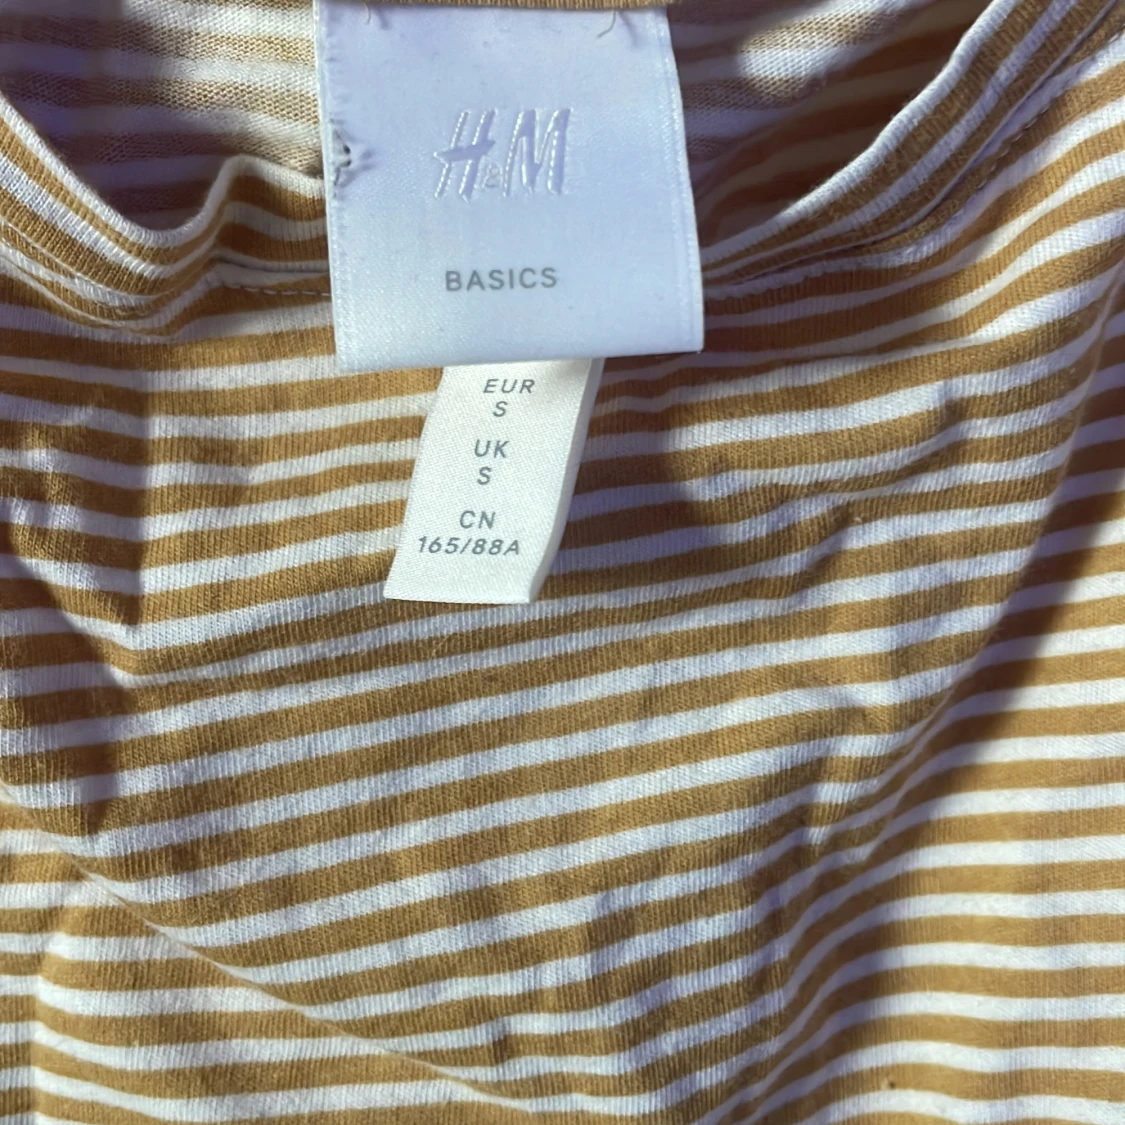 H&M
BASICS
EUR
S
UK
S
CN
165/88A